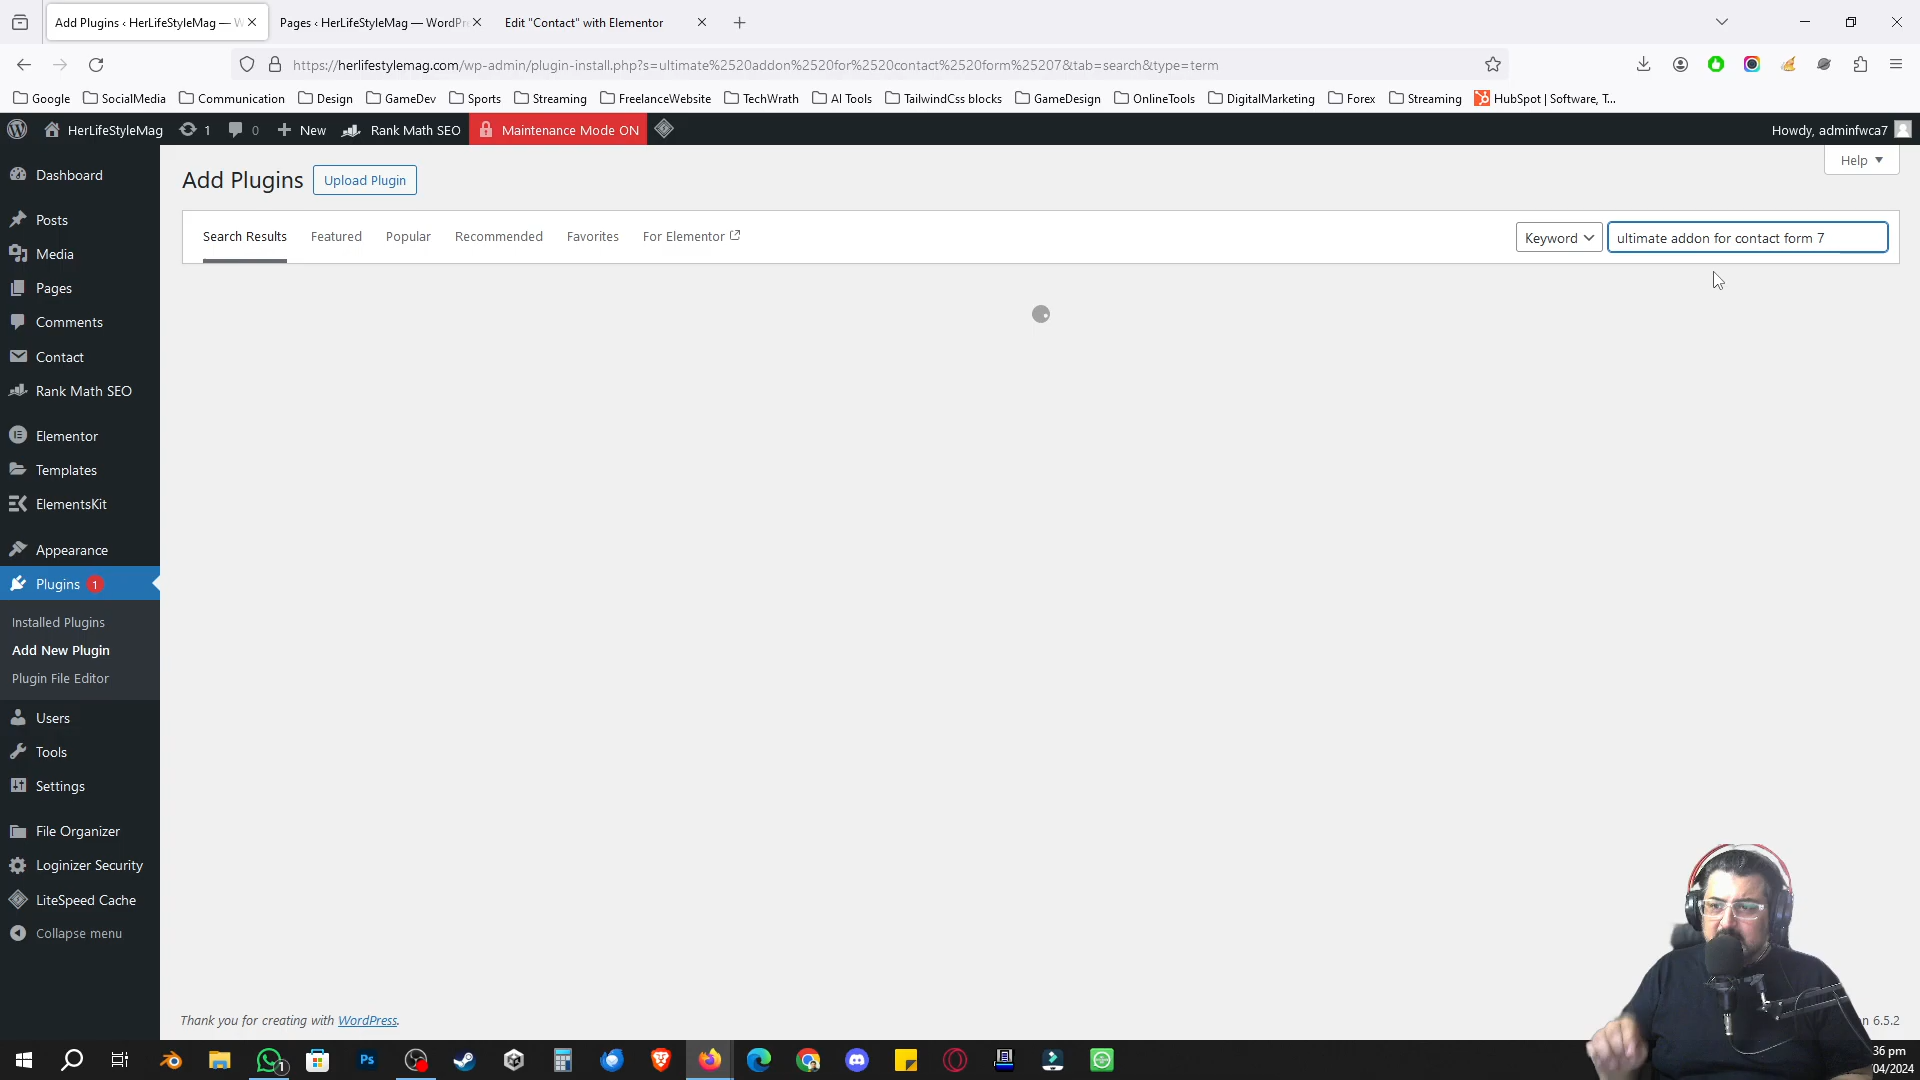 Add Plugins ‹ HerLifeStyleMag — W
Pages ‹ HerLifeStyleMag — WordPre
Edit "Contact" with Elementor
https://herlifestylemag.com/wp-admin/plugin-install.php?s=ultimate%2520addon%2520for%2520contact%2520form%25207&tab=search&type=term
Google SocialMedia Communication Design GameDev Sports Streaming FreelanceWebsite TechWrath AI Tools TailwindCss blocks GameDesign OnlineTools DigitalMarketing Forex Streaming HubSpot | Software, T...
HerLifeStyleMag 1 0 New Rank Math SEO Maintenance Mode ON Howdy, adminfwca7
Help
Add Plugins Upload Plugin
Search Results Featured Popular Recommended Favorites For Elementor Keyword ultimate addon for contact form 7
Dashboard
Posts
Media
Pages
Comments
Contact
Rank Math SEO
Elementor
Templates
ElementsKit
Appearance
Plugins 1
Installed Plugins
Add New Plugin
Plugin File Editor
Users
Tools
Settings
File Organizer
Loginizer Security
LiteSpeed Cache
Collapse menu
Thank you for creating with WordPress.
n 6.5.2
1
Ps
36 pm
04/2024